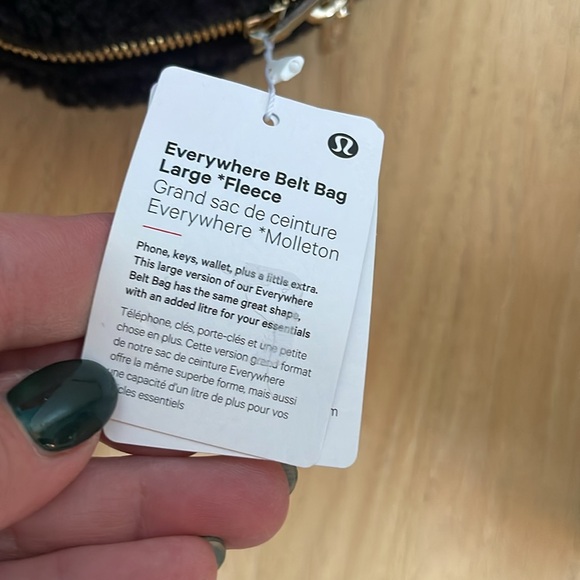 Everywhere Belt Bag
Large *Fleece
Grand sac de ceinture
Everywhere *Molleton
Phone, keys, wallet, plus a little extra.
This large version of our Everywhere
Belt Bag has the same great shape,
with an added litre for your essentials
Téléphone, clés, porte-clés et une petite
chose en plus. Cette version grand format
de notre sac de ceinture Everywhere
offre la même superbe forme, mais aussi
une capacité d'un litre de plus pour vos
icles essentiels
m